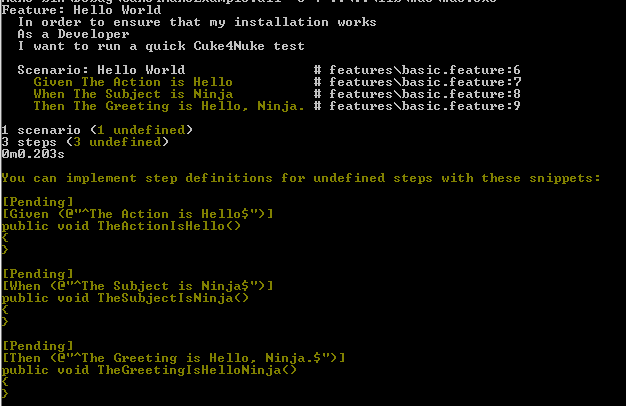 Feature: Hello World
In order to ensure that my installation works
As a Developer
I want to run a quick Cuke4Nuke test
Scenario: Hello World # features\basic.feature:6
Given The Action is Hello # features\basic.feature:7
When The Subject is Ninja # features\basic.feature:8
Then The Greeting is Hello, Ninja. # features\basic.feature:9
1 scenario (1 undefined)
3 steps (3 undefined)
0m0.203s
You can implement step definitions for undefined steps with these snippets:
[Pending]
[Given (@"^The Action is Hello$")]
public void TheActionIsHello()
{
}
[Pending]
[When (@"^The Subject is Ninja$")]
public void TheSubjectIsNinja()
{
}
[Pending]
[Then (@"^The Greeting is Hello, Ninja.$")]
public void TheGreetingIsHelloNinja()
{
}